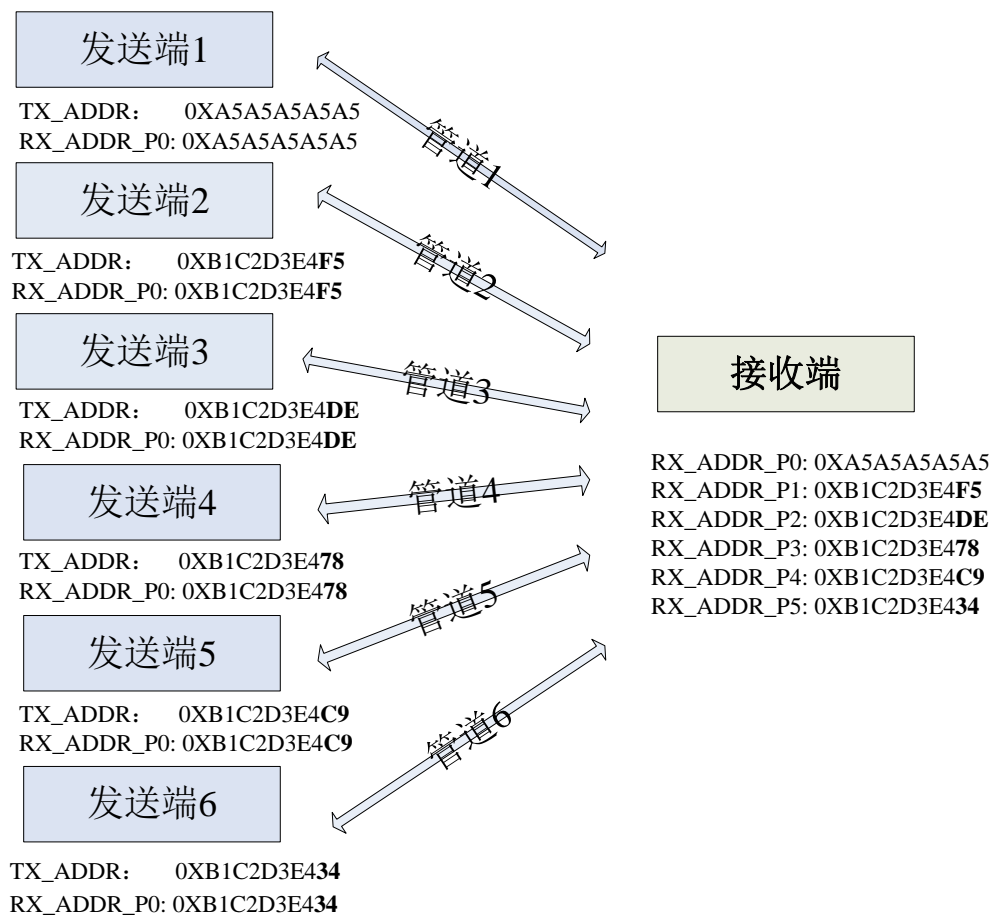 发送端1
TX_ADDR： 0XA5A5A5A5A5
RX_ADDR_P0: 0XA5A5A5A5A5
管道1
发送端2
TX_ADDR： 0XB1C2D3E4F5
RX_ADDR_P0: 0XB1C2D3E4F5
管道2
发送端3
TX_ADDR： 0XB1C2D3E4DE
RX_ADDR_P0: 0XB1C2D3E4DE
管道3
发送端4
TX_ADDR： 0XB1C2D3E478
RX_ADDR_P0: 0XB1C2D3E478
管道4
发送端5
TX_ADDR： 0XB1C2D3E4C9
RX_ADDR_P0: 0XB1C2D3E4C9
管道5
发送端6
TX_ADDR： 0XB1C2D3E434
RX_ADDR_P0: 0XB1C2D3E434
管道6
接收端
RX_ADDR_P0: 0XA5A5A5A5A5
RX_ADDR_P1: 0XB1C2D3E4F5
RX_ADDR_P2: 0XB1C2D3E4DE
RX_ADDR_P3: 0XB1C2D3E478
RX_ADDR_P4: 0XB1C2D3E4C9
RX_ADDR_P5: 0XB1C2D3E434